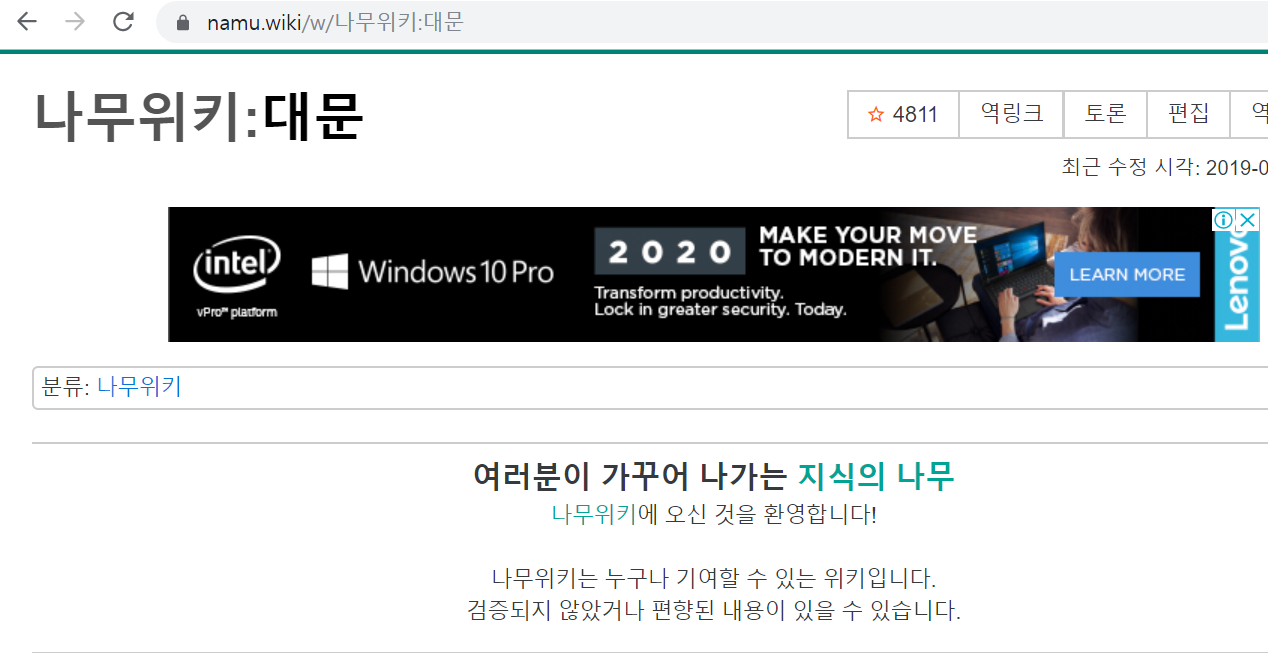 namu.wiki/w/나무위키:대문
나무위키:대문
☆ 4811 역링크 토론 편집 역
최근 수정 시각: 2019-0
intel
vPro™ platform
Windows 10 Pro
2020
MAKE YOUR MOVE
TO MODERN IT.
Transform productivity.
Lock in greater security. Today.
LEARN MORE
Lenovo
분류: 나무위키
여러분이 가꾸어 나가는 지식의 나무
나무위키에 오신 것을 환영합니다!
나무위키는 누구나 기여할 수 있는 위키입니다.
검증되지 않았거나 편향된 내용이 있을 수 있습니다.